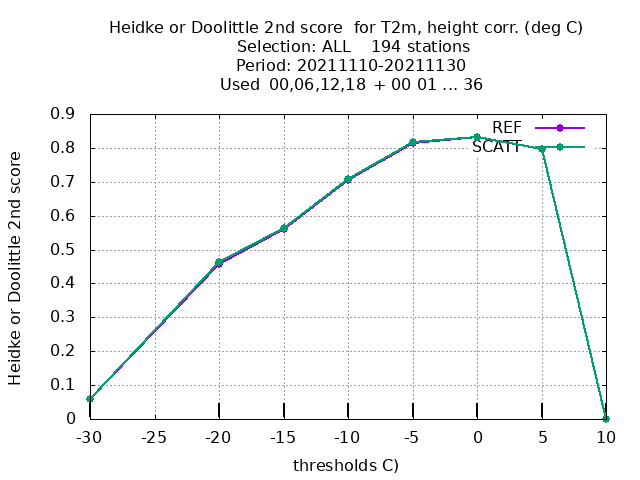 Heidke or Doolittle 2nd score  for T2m, height corr. (deg C)
Selection: ALL    194 stations
Period: 20211110-20211130
Used  00,06,12,18  + 00 01 ... 36
REF
SCATT
Heidke or Doolittle 2nd score
0.9
0.8
0.7
0.6
0.5
0.4
0.3
0.2
0.1
0
-30 -25 -20 -15 -10 -5 0 5 10
thresholds C)